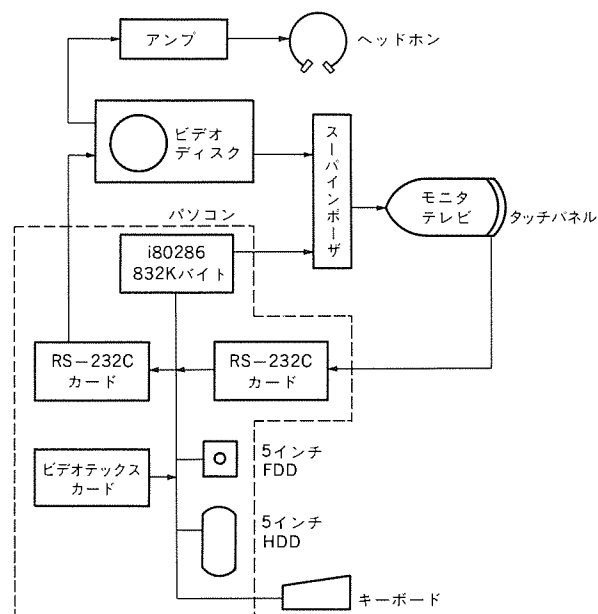 アンプ
ヘッドホン
ビデオ
ディスク
スーパインポーザ
モニタ
テレビ
タッチパネル
パソコン
i80286
832Kバイト
RS−232C
カード
RS−232C
カード
ビデオテックス
カード
5インチ
FDD
5インチ
HDD
キーボード